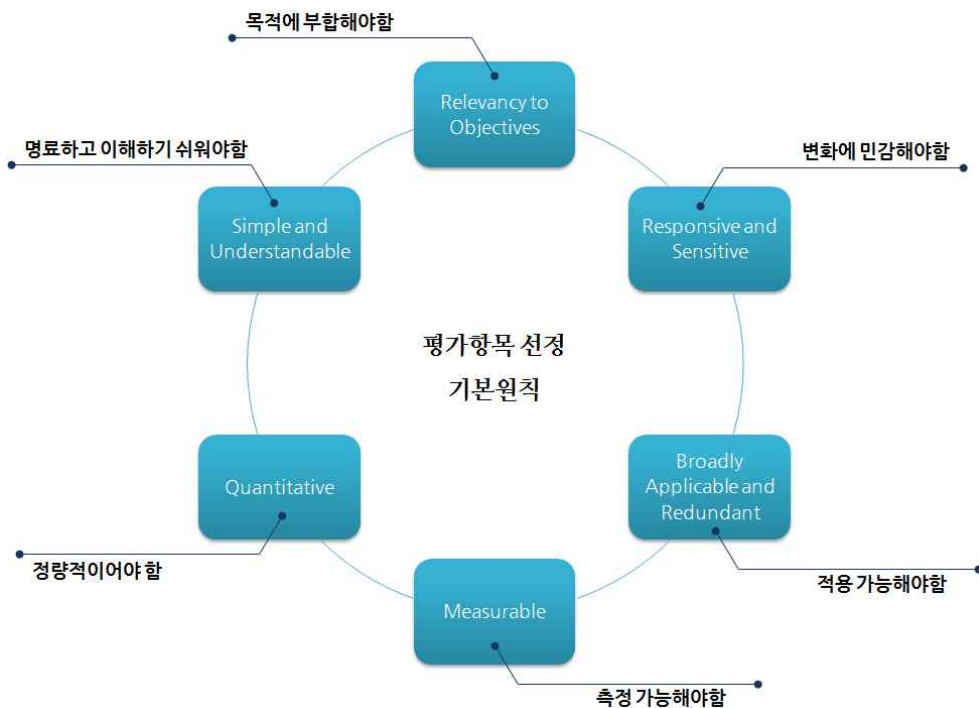 목적에 부합해야함
Relevancy to
Objectives
명료하고 이해하기 쉬워야함
변화에 민감해야함
Simple and
Understandable
Responsive and
Sensitive
평가항목 선정
기본원칙
Quantitative
Broadly
Applicable and
Redundant
정량적이어야 함
적용 가능해야함
Measurable
측정 가능해야함